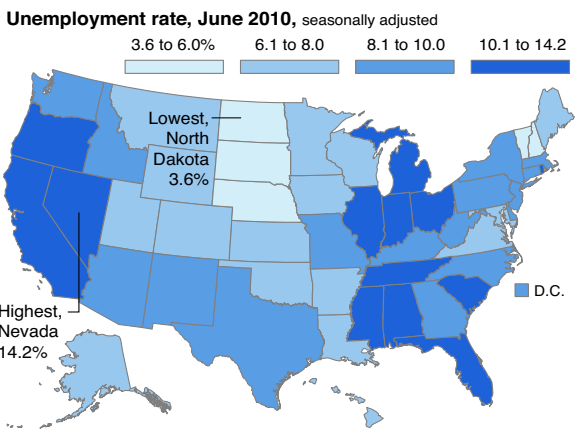 Unemployment rate, June 2010, seasonally adjusted
3.6 to 6.0% 6.1 to 8.0 8.1 to 10.0 10.1 to 14.2
Lowest,
North
Dakota
3.6%
D.C.
Highest,
Nevada
14.2%